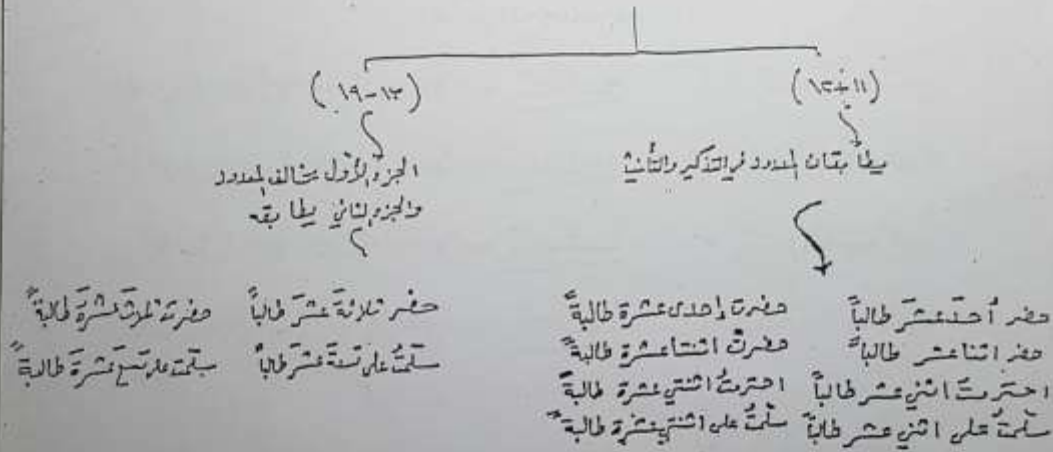 (١١ + ١٢)
يطابقان المعدود في التذكير والتأنيث
حضر أحدَ عشرَ طالباً حضرت إحدى عشرة طالبةً
حضر اثنا عشر طالباً حضرتْ اثنتا عشرة طالبةً
احترمتُ اثني عشر طالباً احترمتُ اثنتي عشرة طالبةً
سلمتُ على اثني عشر طالباً سلمتُ على اثنتي عشرة طالبةً
(١٣ - ١٩)
الجزء الأول يخالف المعدود
والجزء الثاني يطابقه
حضر ثلاثةَ عشرَ طالباً حضرتْ ثلاثَ عشرةَ طالبةً
سلمتُ على تسعةَ عشرَ طالباً سلمت على تسعَ عشرةَ طالبةً